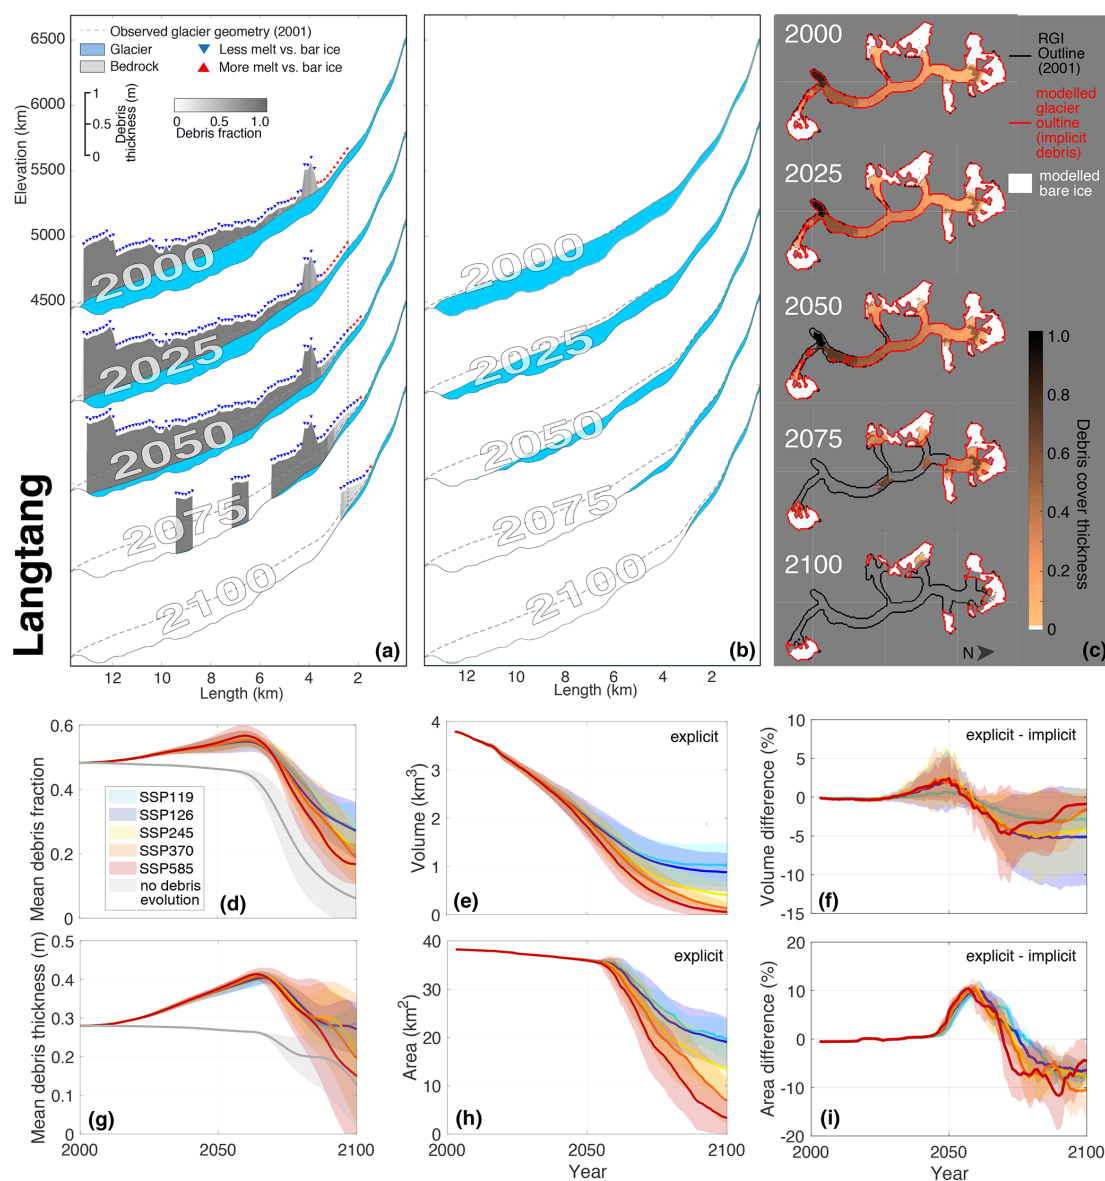 Langtang
Elevation (km)
6500
6000
5500
5000
4500
Observed glacier geometry (2001)
Glacier
Bedrock
Less melt vs. bar ice
More melt vs. bar ice
1
0.5
0
Debris
thickness (m)
0 0.5 1.0
Debris fraction
2000
2025
2050
2075
2100
(a)
12 10 8 6 4 2
Length (km)
2000
2025
2050
2075
2100
(b)
12 10 8 6 4 2 0
Length (km)
2000
2025
2050
2075
2100
RGI
Outline
(2001)
modelled
glacier
oultine
(implicit
debris)
modelled
bare ice
1.0
0.8
0.6
0.4
0.2
0
Debris cover thickness
N
(c)
Mean debris fraction
0.6
0.4
0.2
0
SSP119
SSP126
SSP245
SSP370
SSP585
no debris
evolution
(d)
Volume (km3)
4
3
2
1
0
explicit
(e)
Volume difference (%)
10
5
0
-5
-10
-15
explicit - implicit
(f)
Mean debris thickness (m)
0.5
0.4
0.3
0.2
0.1
0
(g)
2000 2050 2100
Area (km2)
40
30
20
10
0
explicit
(h)
2000 2050 2100
Year
Area difference (%)
20
10
0
-10
-20
explicit - implicit
(i)
2000 2050 2100
Year